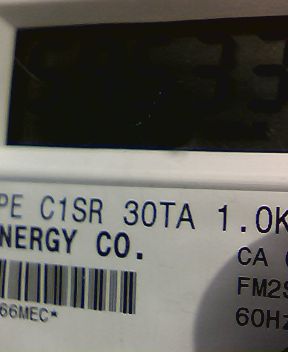 PE C1SR 30TA 1.0K
NERGY CO.
CA
FM2S
66MEC*
60Hz